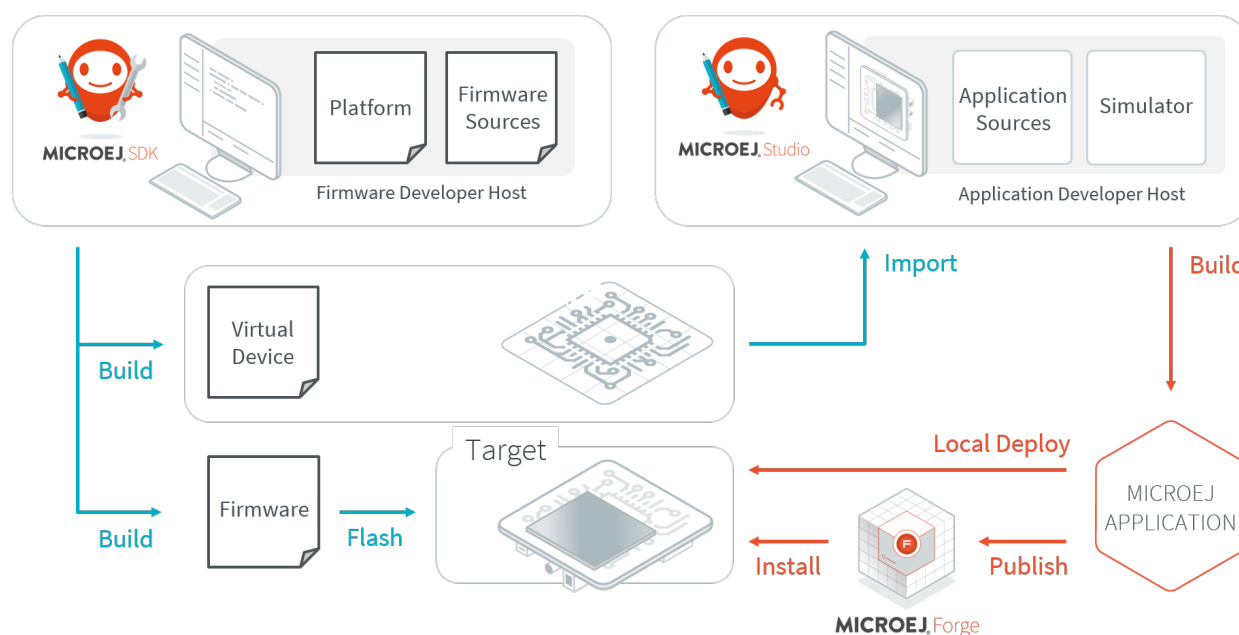 Platform
Firmware
Sources
MICROEJ® SDK
Firmware Developer Host
Application
Sources
Simulator
MICROEJ® Studio
Application Developer Host
Import
Build
Virtual
Device
Build
Target
Local Deploy
Firmware
Build
Flash
MICROEJ
APPLICATION
Install
Publish
MICROEJ® Forge